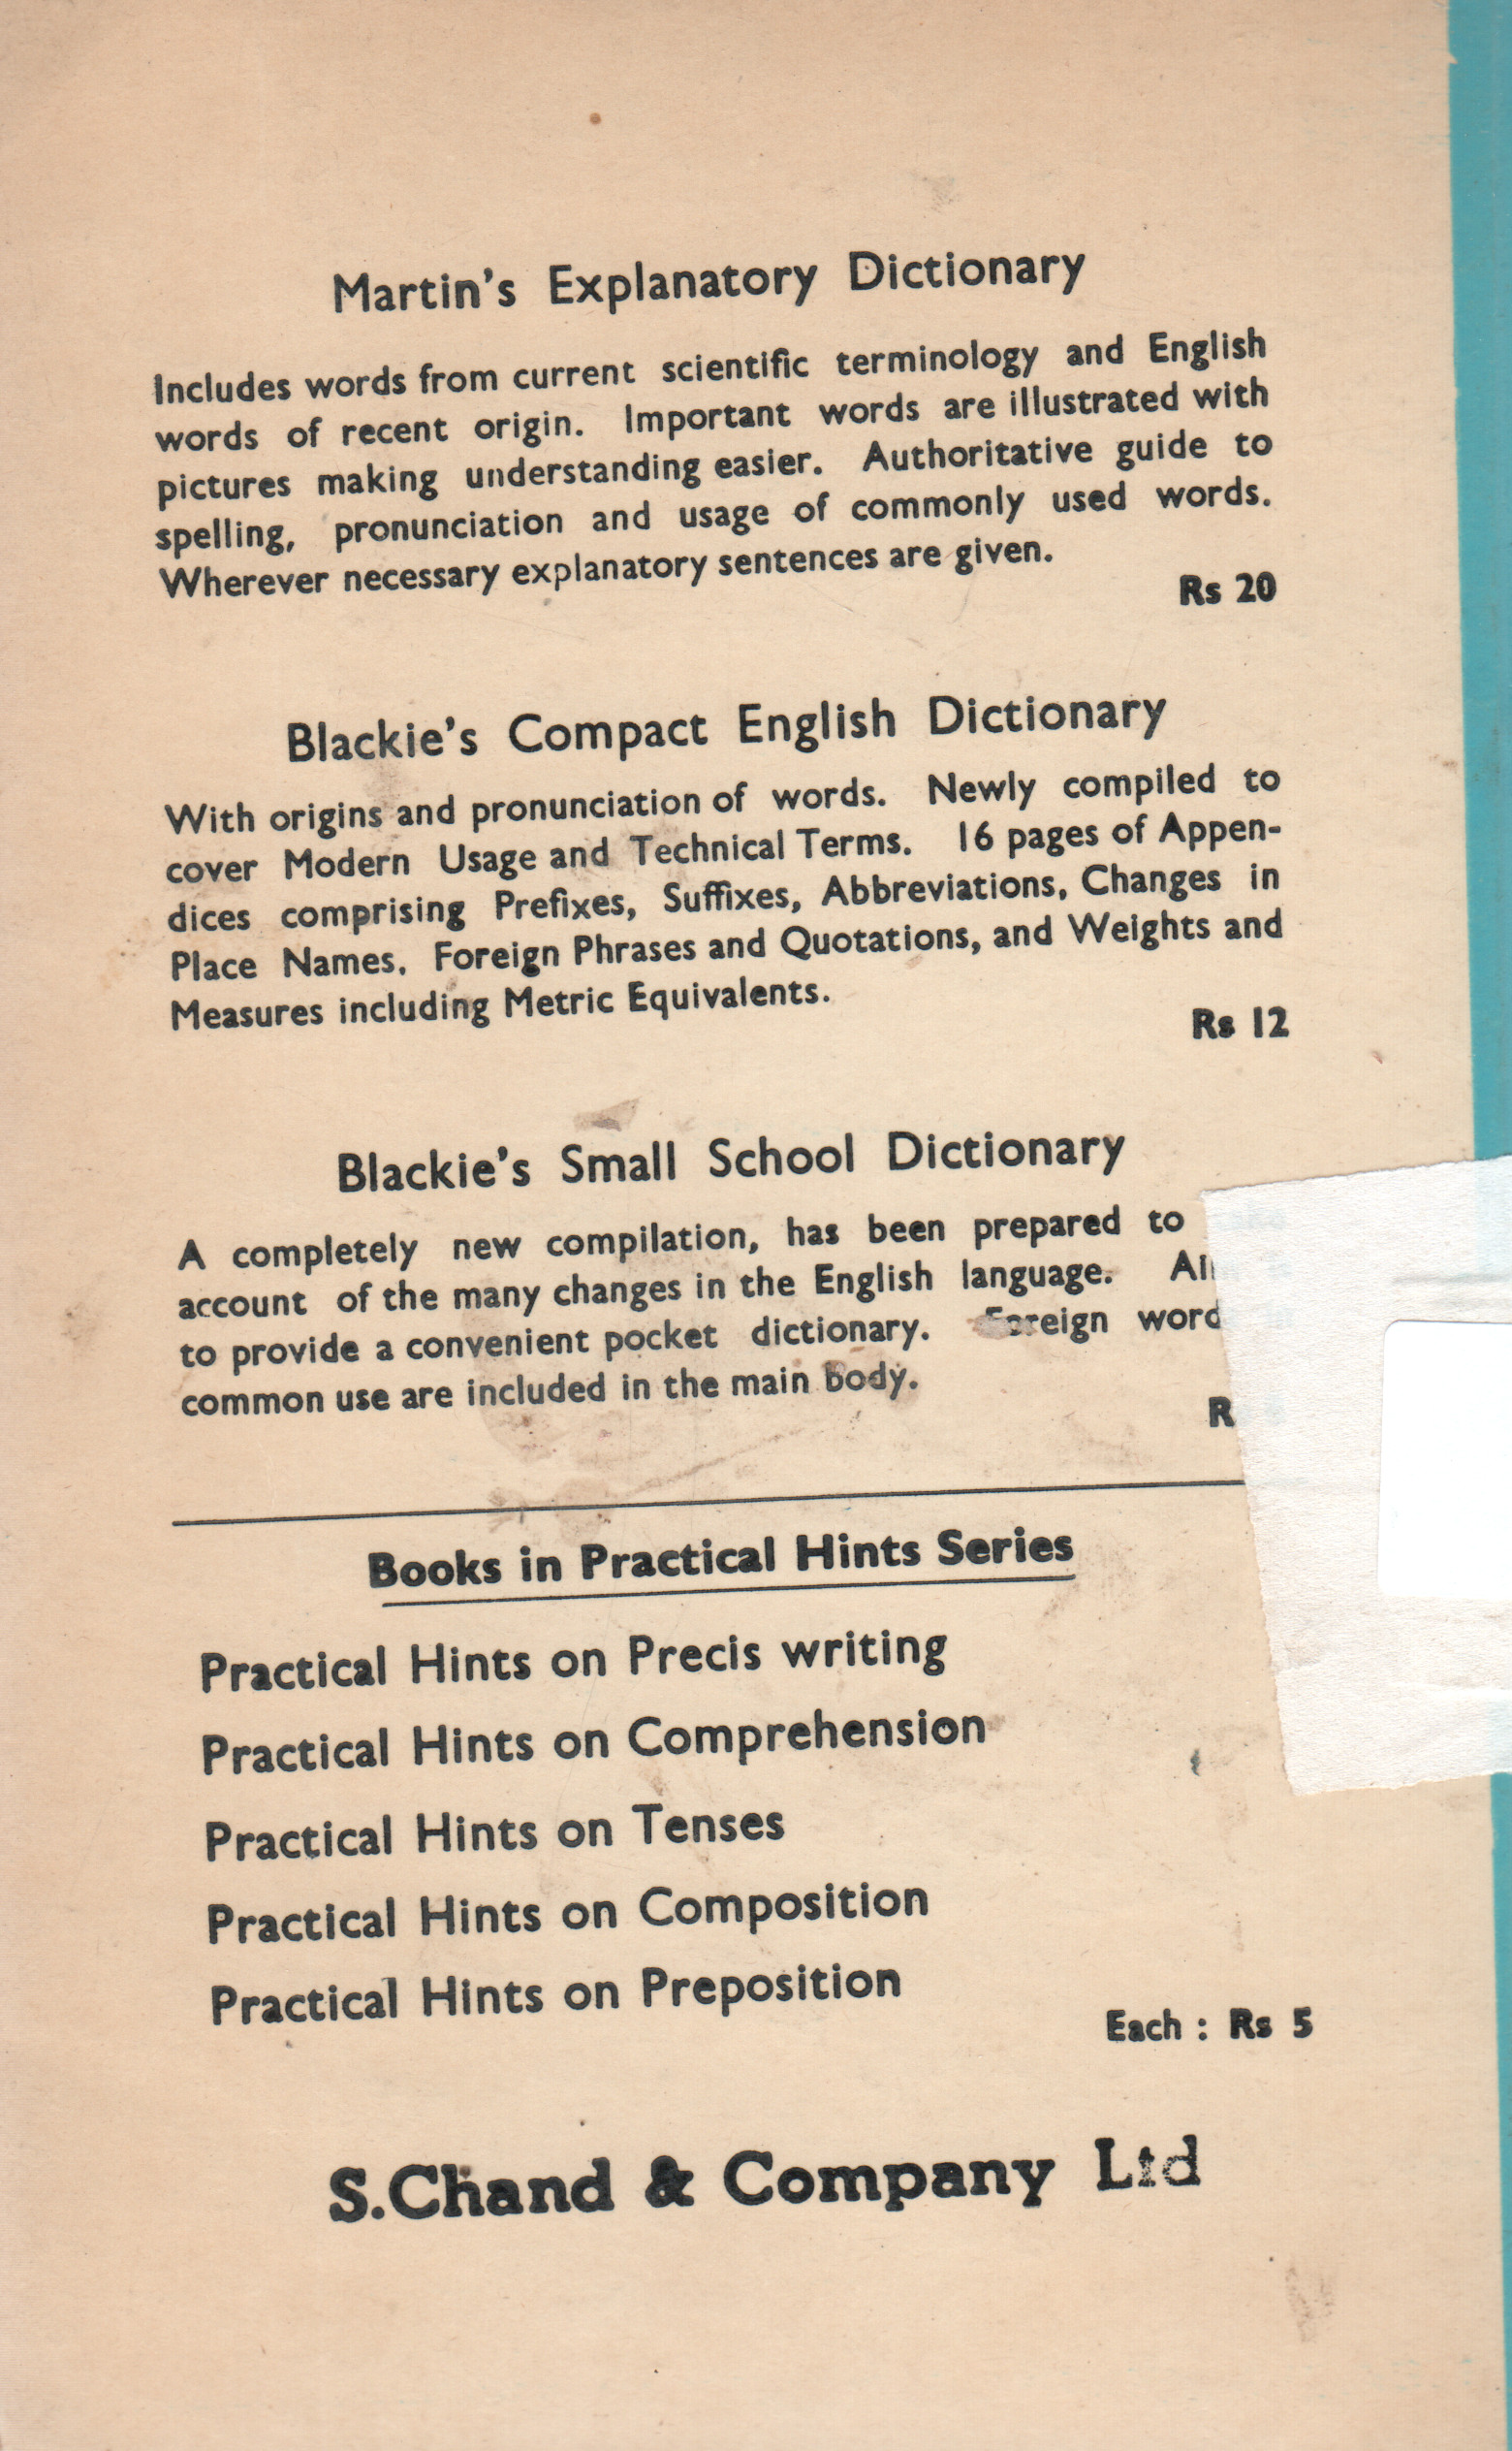 Martin's Explanatory Dictionary
Includes words from current scientific terminology and English
words of recent origin. Important words are illustrated with
pictures making understanding easier. Authoritative guide to
spelling, pronunciation and usage of commonly used words.
Wherever necessary explanatory sentences are given.
Rs 20
Blackie's Compact English Dictionary
With origins and pronunciation of words. Newly compiled to
cover Modern Usage and Technical Terms. 16 pages of Appen-
dices comprising Prefixes, Suffixes, Abbreviations, Changes in
Place Names, Foreign Phrases and Quotations, and Weights and
Measures including Metric Equivalents.
Rs 12
Blackie's Small School Dictionary
A completely new compilation, has been prepared to
account of the many changes in the English language.
to provide a convenient pocket dictionary. Foreign
common use are included in the main body.
Books in Practical Hints Series
Practical Hints on Precis writing
Practical Hints on Comprehension
Practical Hints on Tenses
Practical Hints on Composition
Practical Hints on Preposition
Each : Rs 5
S.Chand & Company Ltd